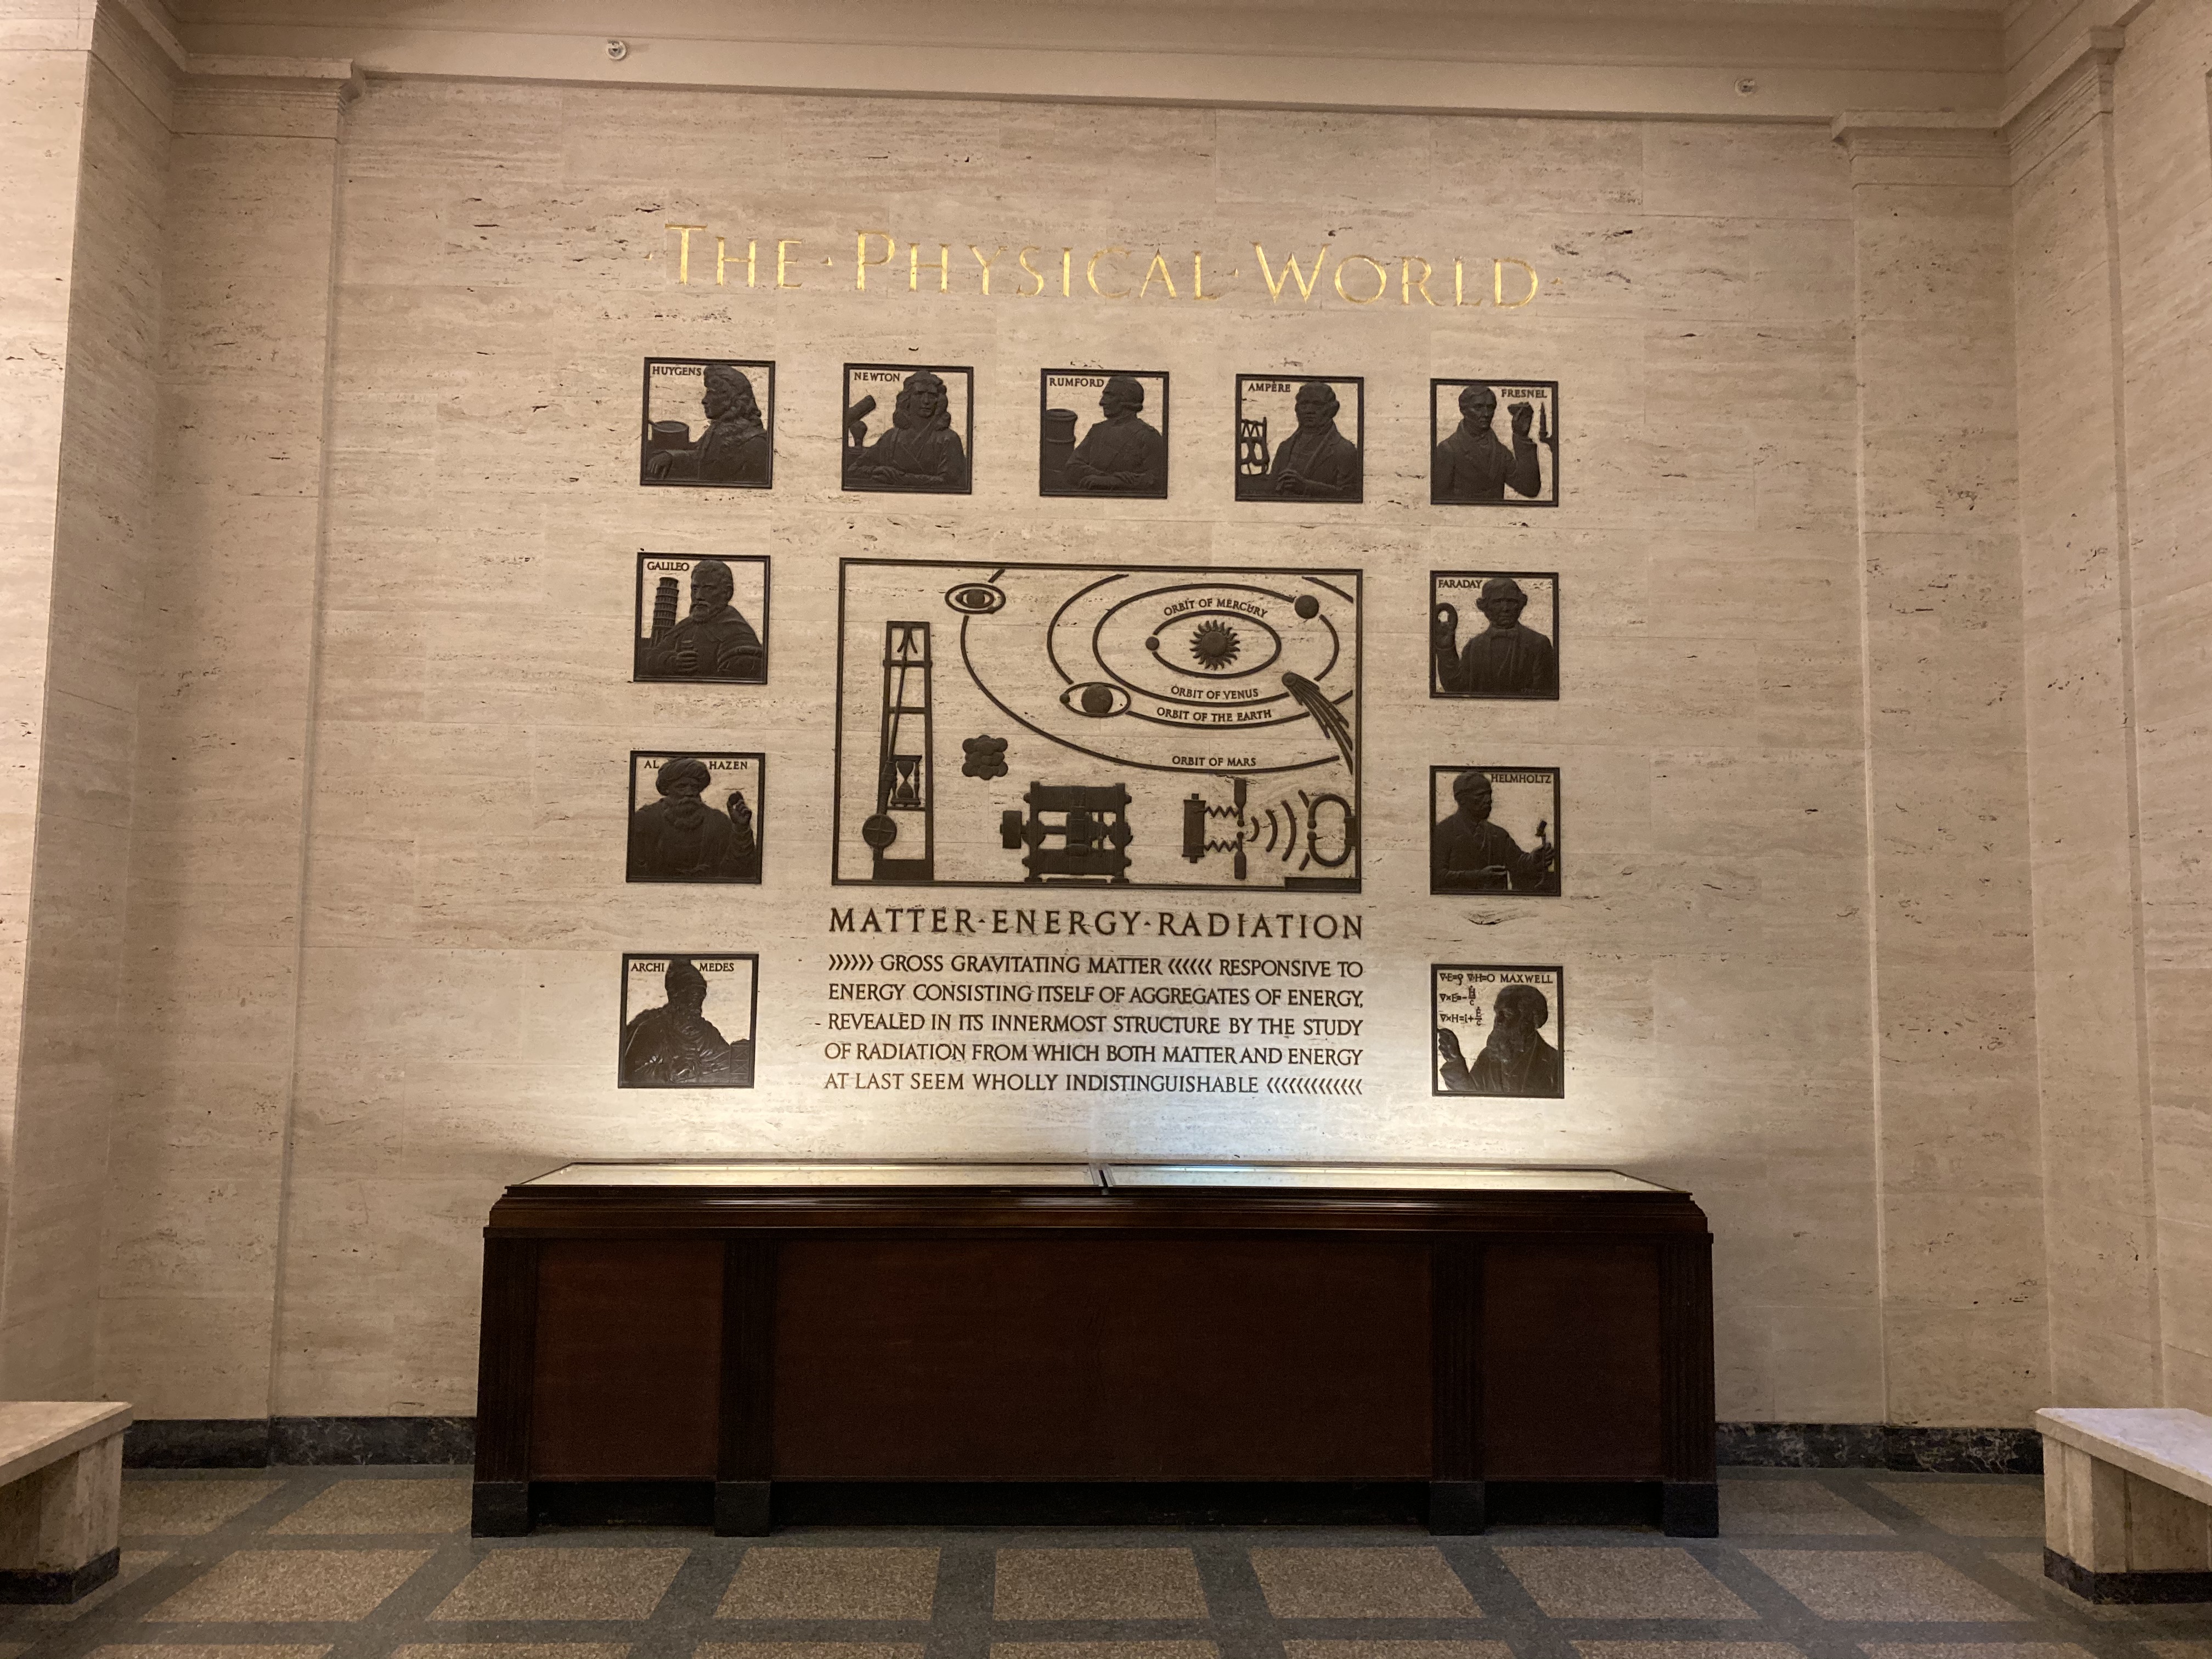 ·THE·PHYSICAL·WORLD·
HUYGENS
NEWTON
RUMFORD
AMPÈRE
FRESNEL
GALILEO
FARADAY
AL HAZEN
HELMHOLTZ
ARCHI MEDES
MAXWELL
ORBIT OF MERCURY
ORBIT OF VENUS
ORBIT OF THE EARTH
ORBIT OF MARS
MATTER·ENERGY·RADIATION
»»» GROSS GRAVITATING MATTER ««« RESPONSIVE TO
ENERGY CONSISTING ITSELF OF AGGREGATES OF ENERGY,
REVEALED IN ITS INNERMOST STRUCTURE BY THE STUDY
OF RADIATION FROM WHICH BOTH MATTER AND ENERGY
AT LAST SEEM WHOLLY INDISTINGUISHABLE ««««««